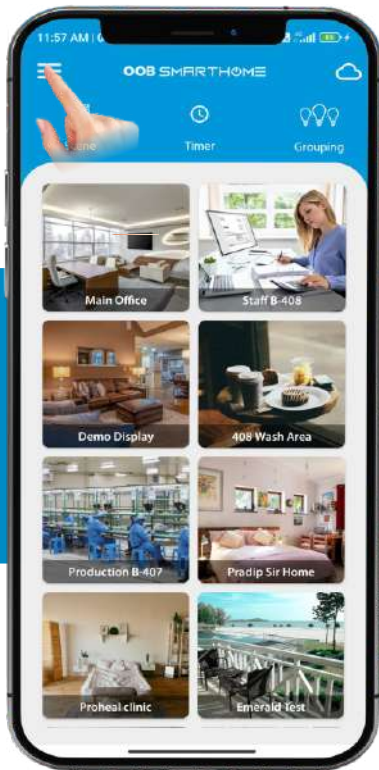 11:57 AM |
OOB SMARTHOME
Scene Timer Grouping
Main Office Staff B-408
Demo Display 408 Wash Area
Production B-407 Pradip Sir Home
Proheal clinic Emerald Test